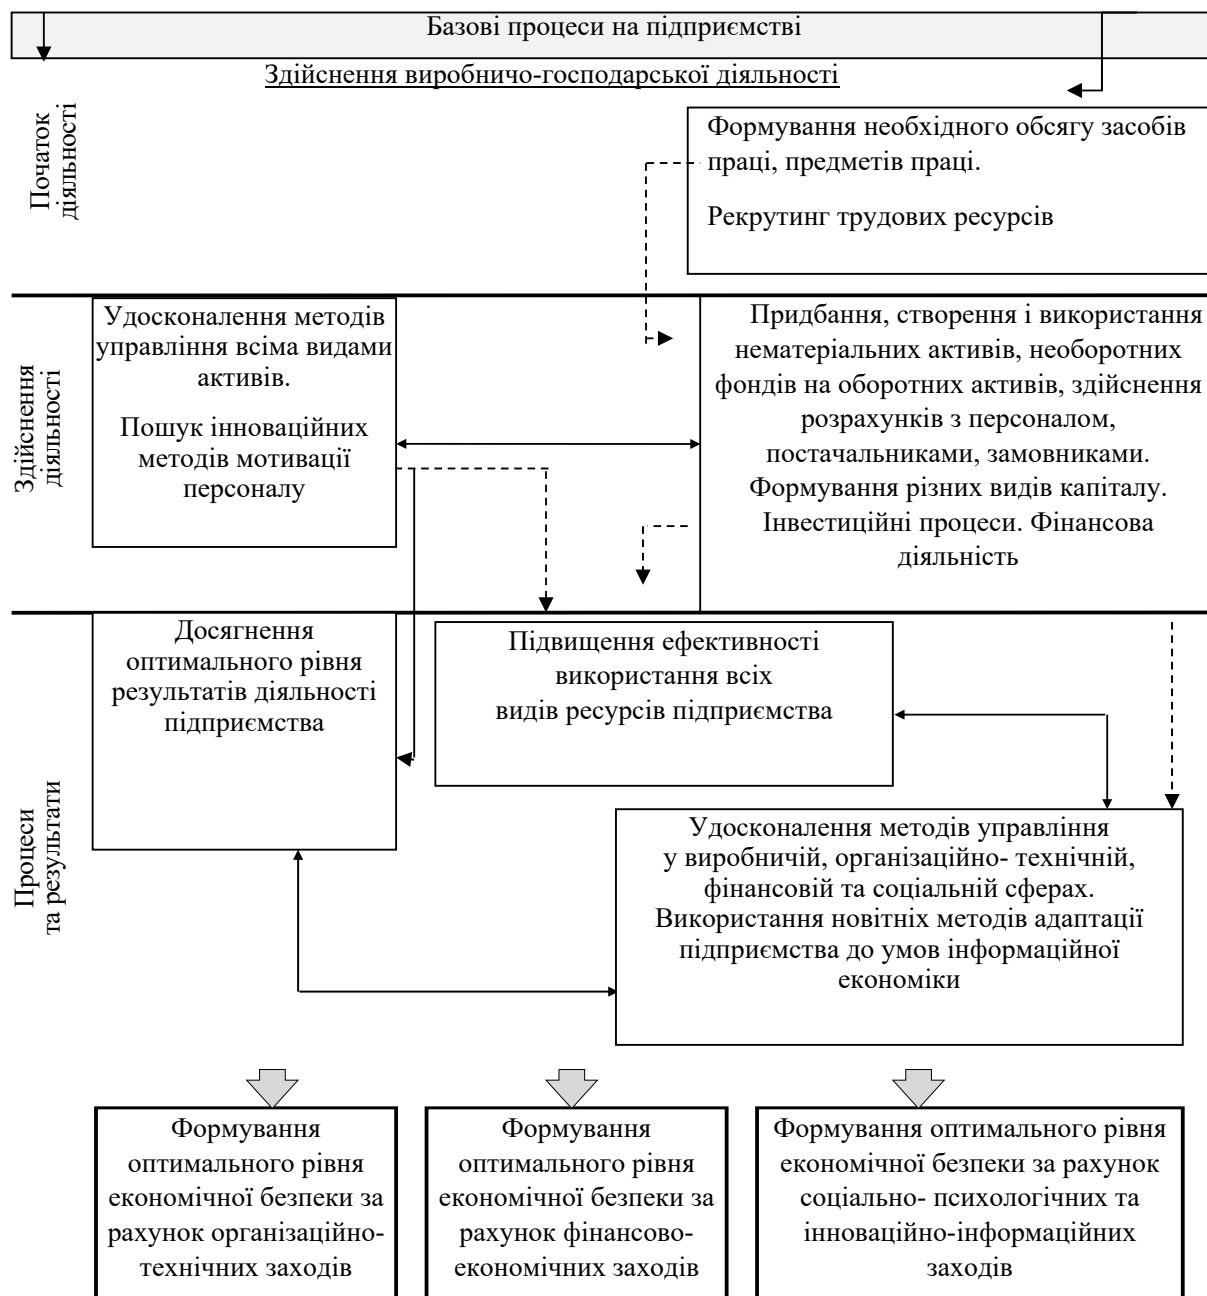 Базові процеси на підприємстві
Здійснення виробничо-господарської діяльності
Початок
діяльності
Формування необхідного обсягу засобів
праці, предметів праці.
Рекрутинг трудових ресурсів
Здійснення
діяльності
Удосконалення методів
управління всіма видами
активів.
Пошук інноваційних
методів мотивації
персоналу
Придбання, створення і використання
нематеріальних активів, необоротних
фондів на оборотних активів, здійснення
розрахунків з персоналом,
постачальниками, замовниками.
Формування різних видів капіталу.
Інвестиційні процеси. Фінансова
діяльність
Процеси
та результати
Досягнення
оптимального рівня
результатів діяльності
підприємства
Підвищення ефективності
використання всіх
видів ресурсів підприємства
Удосконалення методів управління
у виробничій, організаційно- технічній,
фінансовій та соціальній сферах.
Використання новітніх методів адаптації
підприємства до умов інформаційної
економіки
Формування
оптимального рівня
економічної безпеки за
рахунок організаційно-
технічних заходів
Формування
оптимального рівня
економічної безпеки за
рахунок фінансово-
економічних заходів
Формування оптимального рівня
економічної безпеки за рахунок
соціально- психологічних та
інноваційно-інформаційних
заходів